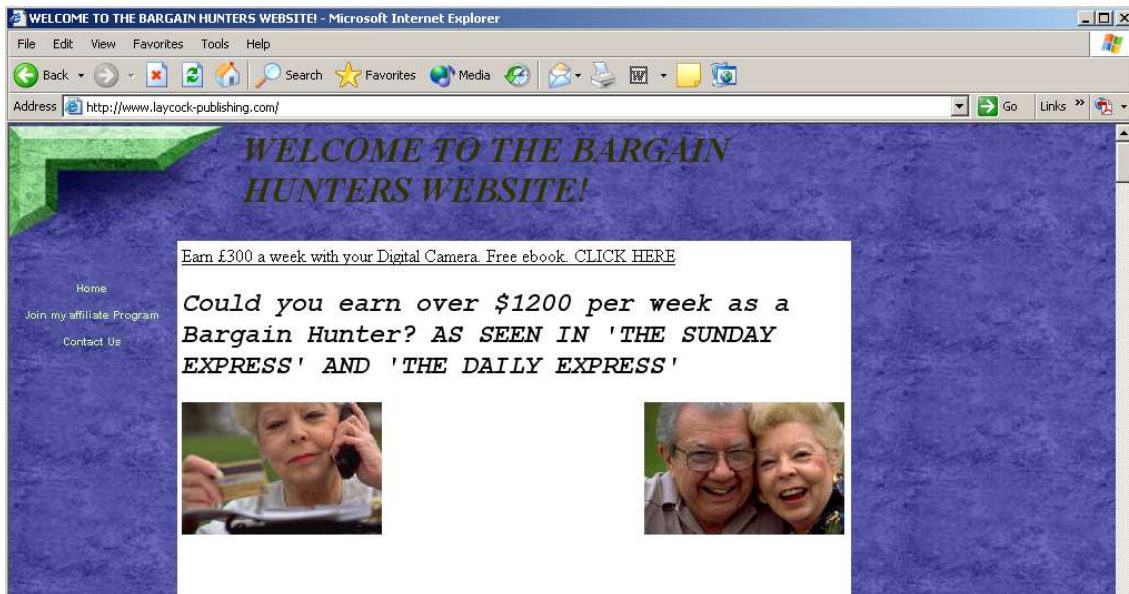 WELCOME TO THE BARGAIN HUNTERS WEBSITE! - Microsoft Internet Explorer
File Edit View Favorites Tools Help
Back Search Favorites Media
Address http://www.laycock-publishing.com/ Go Links »
WELCOME TO THE BARGAIN
HUNTERS WEBSITE!
Earn £300 a week with your Digital Camera. Free ebook. CLICK HERE
Home
Join my affiliate Program
Contact Us
Could you earn over $1200 per week as a
Bargain Hunter? AS SEEN IN 'THE SUNDAY
EXPRESS' AND 'THE DAILY EXPRESS'